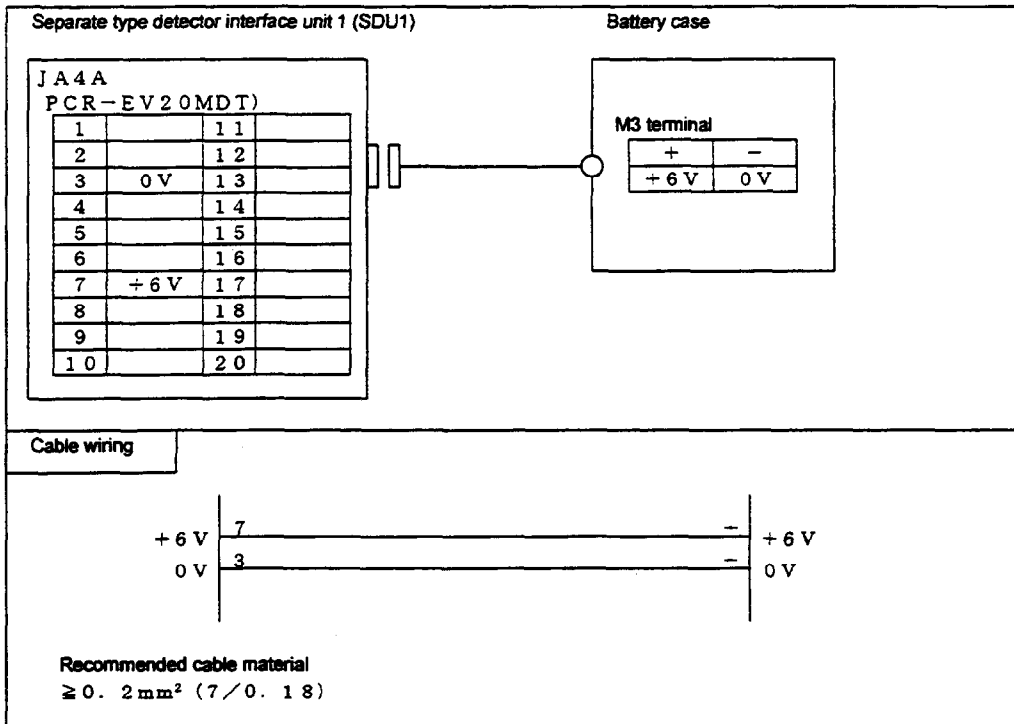 Separate type detector interface unit 1 (SDU1)
Battery case
JA4A
PCR-EV20MDT)
1 11
2 12
3 0V 13
4 14
5 15
6 16
7 +6V 17
8 18
9 19
10 20
M3 terminal
+ −
+6V 0V
Cable wiring
+6V 7 − +6V
0V 3 − 0V
Recommended cable material
≧0. 2mm² (7/0. 18)